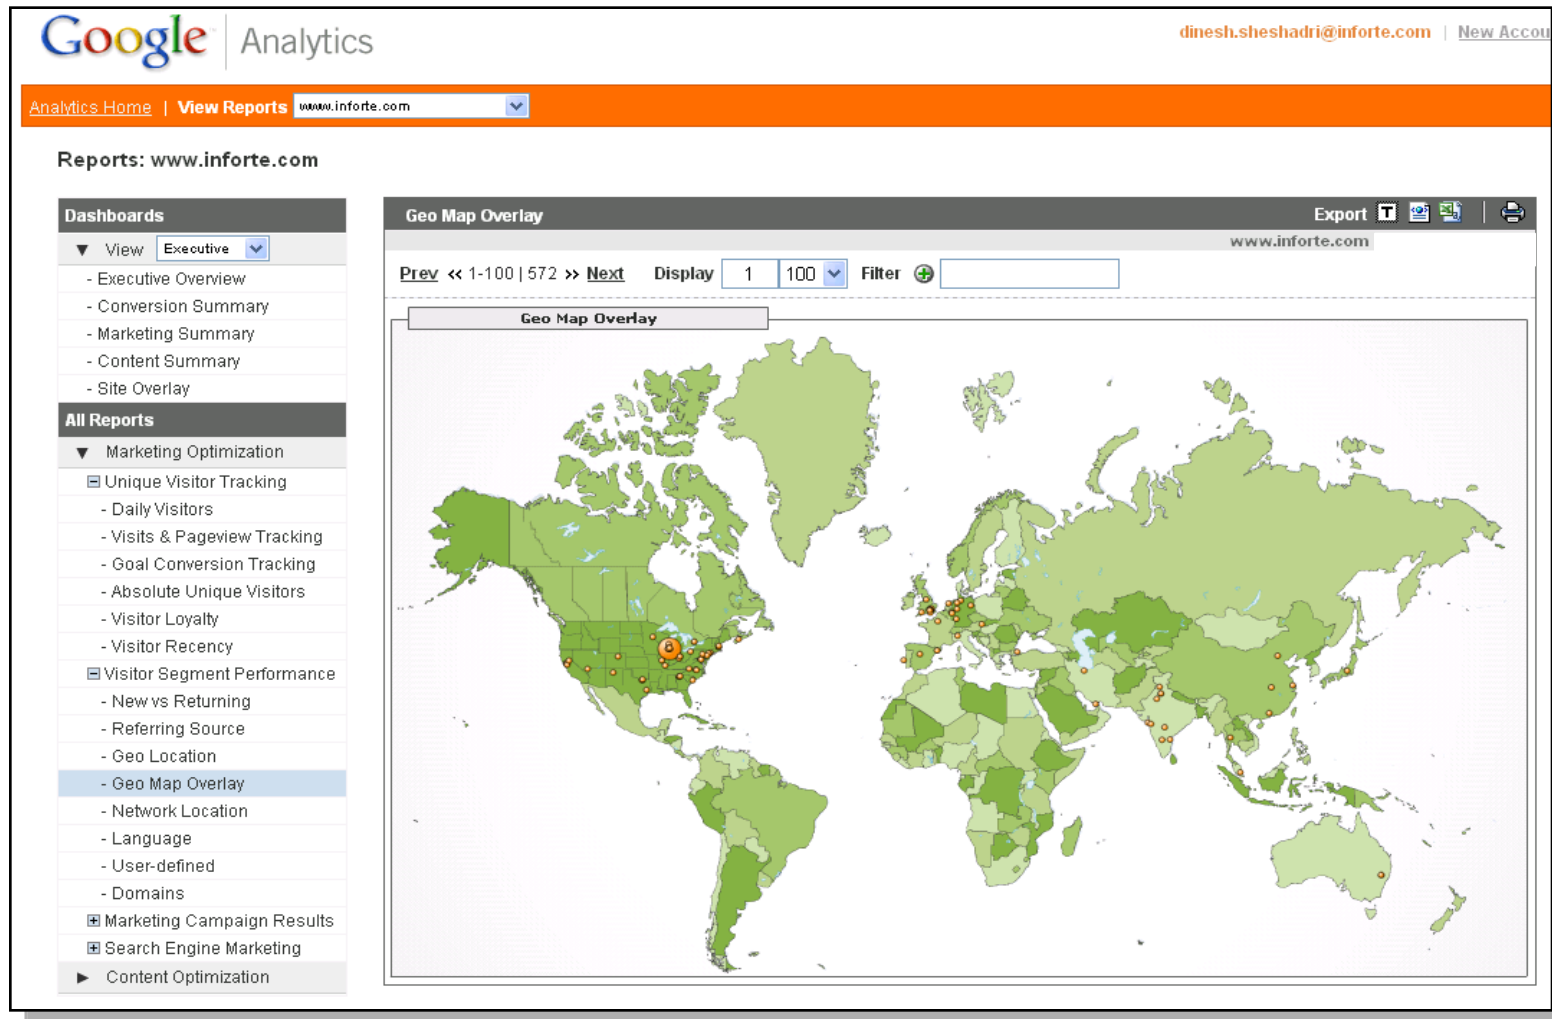 Google Analytics
dinesh.sheshadri@inforte.com | New Accou
Analytics Home | View Reports www.inforte.com
Reports: www.inforte.com
Dashboards
View Executive
- Executive Overview
- Conversion Summary
- Marketing Summary
- Content Summary
- Site Overlay
All Reports
Marketing Optimization
Unique Visitor Tracking
- Daily Visitors
- Visits & Pageview Tracking
- Goal Conversion Tracking
- Absolute Unique Visitors
- Visitor Loyalty
- Visitor Recency
Visitor Segment Performance
- New vs Returning
- Referring Source
- Geo Location
- Geo Map Overlay
- Network Location
- Language
- User-defined
- Domains
Marketing Campaign Results
Search Engine Marketing
Content Optimization
Geo Map Overlay
Export T
www.inforte.com
Prev « 1-100 | 572 » Next Display 1 100 Filter
Geo Map Overlay